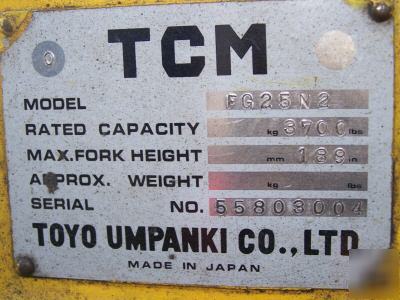 TCM
MODEL FG25N2
RATED CAPACITY kg 3700 lbs
MAX.FORK HEIGHT mm 189 in
APPROX. WEIGHT kg lbs
SERIAL NO. 55803004
TOYO UMPANKI CO.,LTD
MADE IN JAPAN